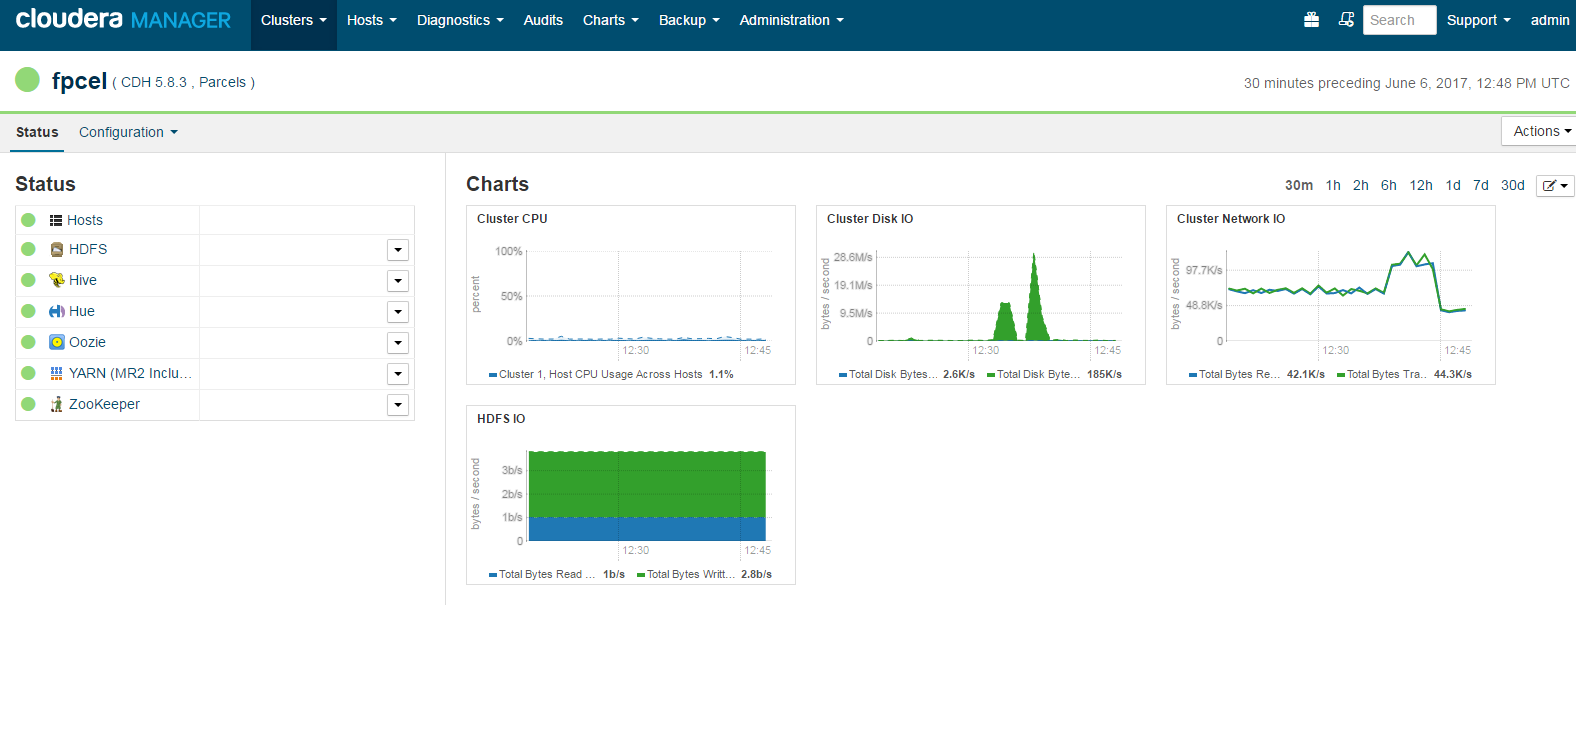 cloudera MANAGER Clusters Hosts Diagnostics Audits Charts Backup Administration Search Support admin
fpcel ( CDH 5.8.3 , Parcels ) 30 minutes preceding June 6, 2017, 12:48 PM UTC
Status Configuration Actions
Status
Hosts
HDFS
Hive
Hue
Oozie
YARN (MR2 Inclu...
ZooKeeper
Charts 30m 1h 2h 6h 12h 1d 7d 30d
Cluster CPU
percent
100%
50%
0%
12:30 12:45
Cluster 1, Host CPU Usage Across Hosts 1.1%
Cluster Disk IO
bytes / second
28.6M/s
19.1M/s
9.5M/s
0
12:30 12:45
Total Disk Bytes... 2.6K/s Total Disk Byte... 185K/s
Cluster Network IO
bytes / second
97.7K/s
48.8K/s
0
12:30 12:45
Total Bytes Re... 42.1K/s Total Bytes Tra... 44.3K/s
HDFS IO
bytes / second
3b/s
2b/s
1b/s
0
12:30 12:45
Total Bytes Read ... 1b/s Total Bytes Writt... 2.8b/s